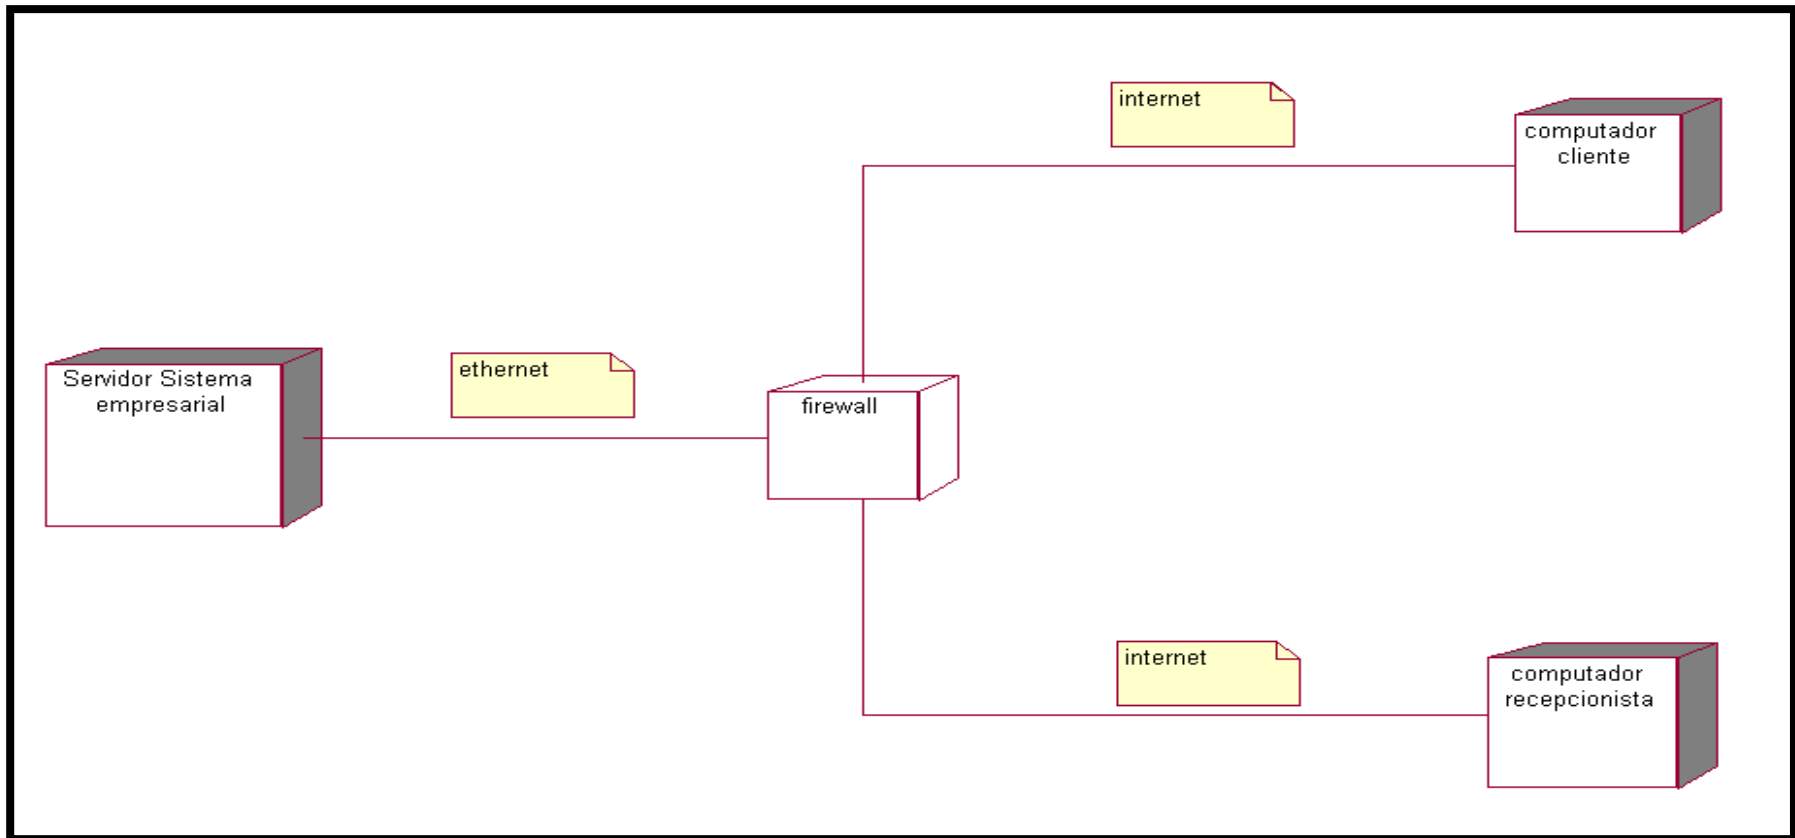 internet
computador
cliente
Servidor Sistema
empresarial
ethernet
firewall
internet
computador
recepcionista